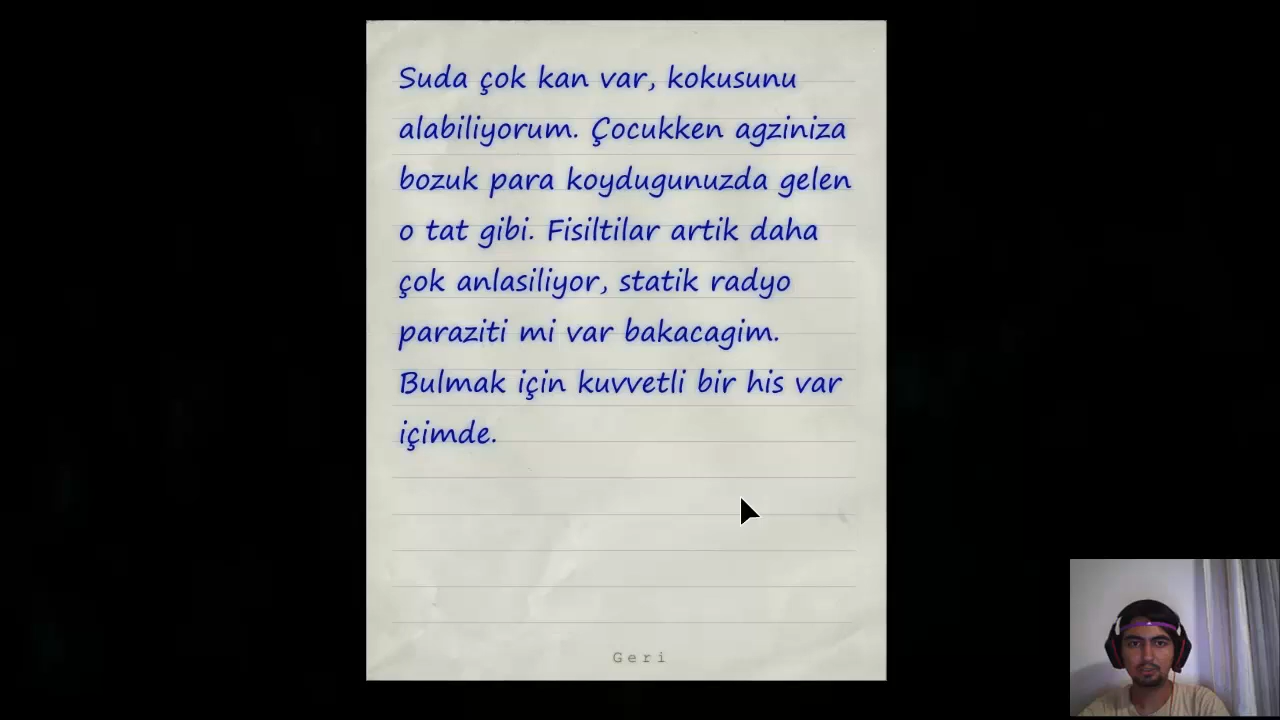 Suda çok kan var, kokusunu
alabiliyorum. Çocukken agziniza
bozuk para koydugunuzda gelen
o tat gibi. Fisiltilar artik daha
çok anlasiliyor, statik radyo
paraziti mi var bakacagim.
Bulmak için kuvvetli bir his var
içimde.
Geri